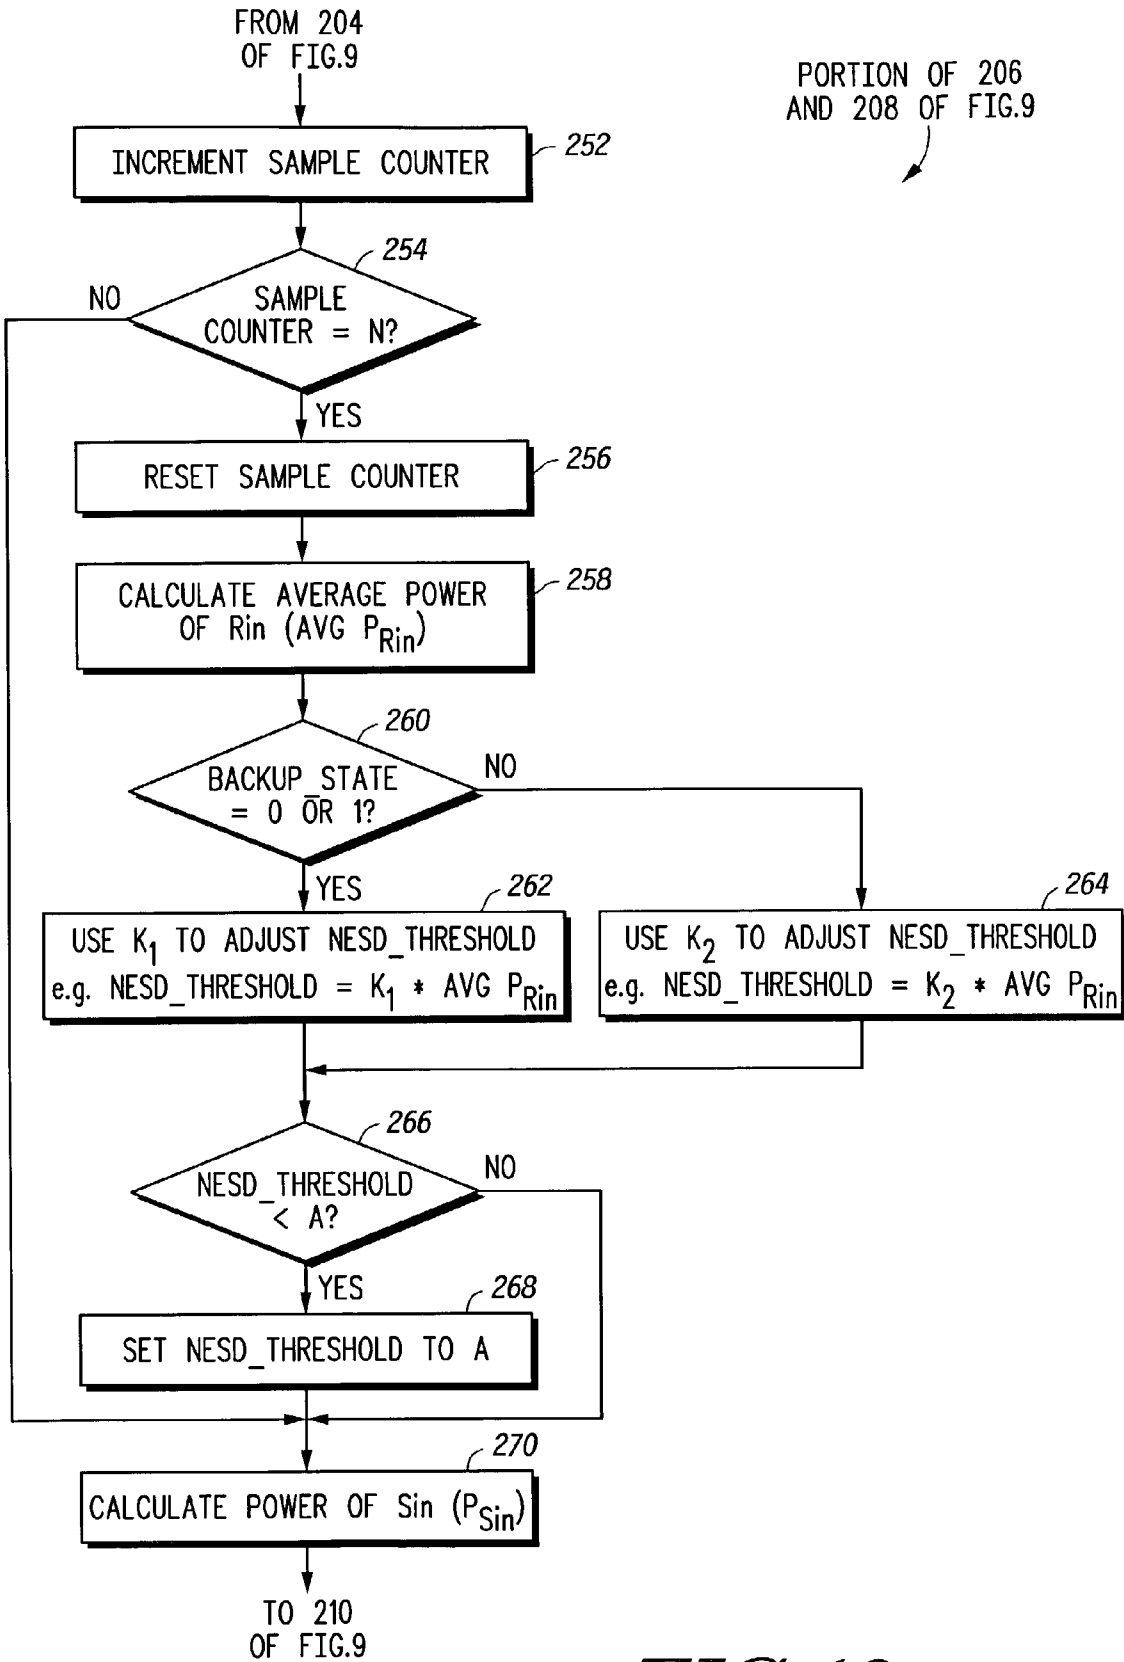 FROM 204
OF FIG.9
PORTION OF 206
AND 208 OF FIG.9
INCREMENT SAMPLE COUNTER
252
254
NO
SAMPLE
COUNTER = N?
YES
256
RESET SAMPLE COUNTER
258
CALCULATE AVERAGE POWER
OF Rin (AVG PRin)
260
BACKUP_STATE
= 0 OR 1?
NO
YES
262
USE K1 TO ADJUST NESD_THRESHOLD
e.g. NESD_THRESHOLD = K1 * AVG PRin
264
USE K2 TO ADJUST NESD_THRESHOLD
e.g. NESD_THRESHOLD = K2 * AVG PRin
266
NESD_THRESHOLD
< A?
NO
YES
268
SET NESD_THRESHOLD TO A
270
CALCULATE POWER OF Sin (PSin)
TO 210
OF FIG.9